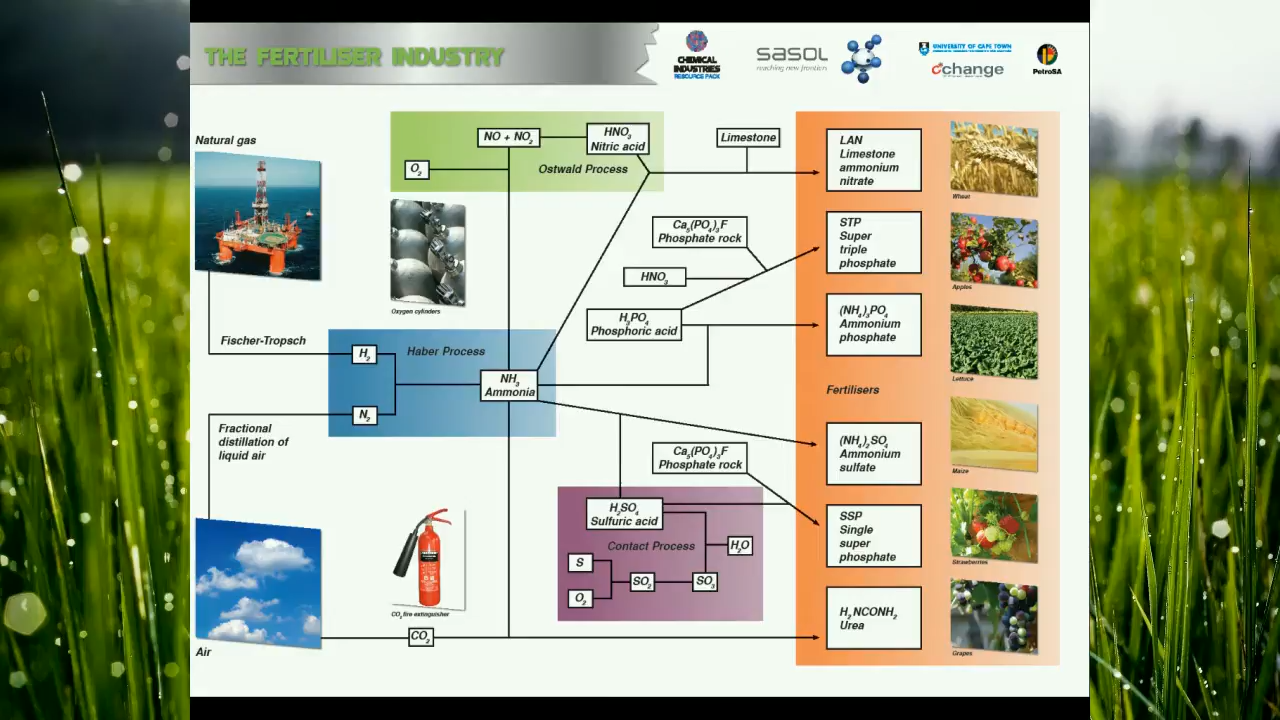 THE FERTILISER INDUSTRY
CHEMICAL
INDUSTRIES
RESOURCE PACK
sasol
reaching new frontiers
UNIVERSITY OF CAPE TOWN
change
PetroSA
Natural gas
NO + NO₂
HNO₃
Nitric acid
O₂
Ostwald Process
Limestone
LAN
Limestone
ammonium
nitrate
Wheat
Oxygen cylinders
Ca₅(PO₄)₃F
Phosphate rock
HNO₃
H₃PO₄
Phosphoric acid
STP
Super
triple
phosphate
Apples
(NH₄)₃PO₄
Ammonium
phosphate
Lettuce
Fischer-Tropsch
H₂
Haber Process
NH₃
Ammonia
N₂
Fractional
distillation of
liquid air
Fertilisers
(NH₄)₂SO₄
Ammonium
sulfate
Maize
Ca₅(PO₄)₃F
Phosphate rock
H₂SO₄
Sulfuric acid
Contact Process
H₂O
S
O₂
SO₂
SO₃
SSP
Single
super
phosphate
Strawberries
CO₂ fire extinguisher
Air
CO₂
H₂NCONH₂
Urea
Grapes